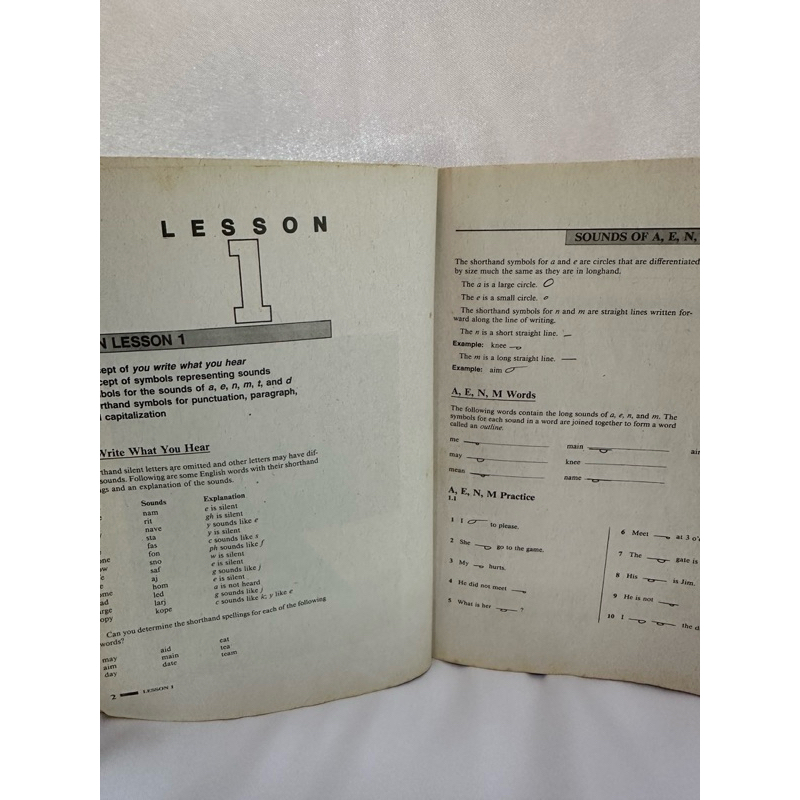 LESSON
1
N LESSON 1
ept of you write what you hear
cept of symbols representing sounds
bols for the sounds of a, e, n, m, t, and d
rthand symbols for punctuation, paragraph,
capitalization
Write What You Hear
thand silent letters are omitted and other letters may have dif-
sounds. Following are some English words with their shorthand
gs and an explanation of the sounds.
Sounds Explanation
nam e is silent
rit gh is silent
nave y sounds like e
sta y is silent
fas c sounds like s
fon ph sounds like f
sno w is silent
saf e is silent
aj g sounds like j
hom e is silent
led a is not heard
larj g sounds like j
kope c sounds like k; y like e
Can you determine the shorthand spellings for each of the following
words?
may aid eat
aim main tea
day date team
2 LESSON 1
SOUNDS OF A, E, N,
The shorthand symbols for a and e are circles that are differentiated
by size much the same as they are in longhand.
The a is a large circle.
The e is a small circle.
The shorthand symbols for n and m are straight lines written for-
ward along the line of writing.
The n is a short straight line.
Example: knee
The m is a long straight line.
Example: aim
A, E, N, M Words
The following words contain the long sounds of a, e, n, and m. The
symbols for each sound in a word are joined together to form a word
called an outline.
me main air
may knee
mean name
A, E, N, M Practice
1.1
1 I to please.
2 She go to the game.
3 My hurts.
4 He did not meet
5 What is her ?
6 Meet at 3 o'
7 The gate is
8 His is Jim.
9 He is not
10 I the d